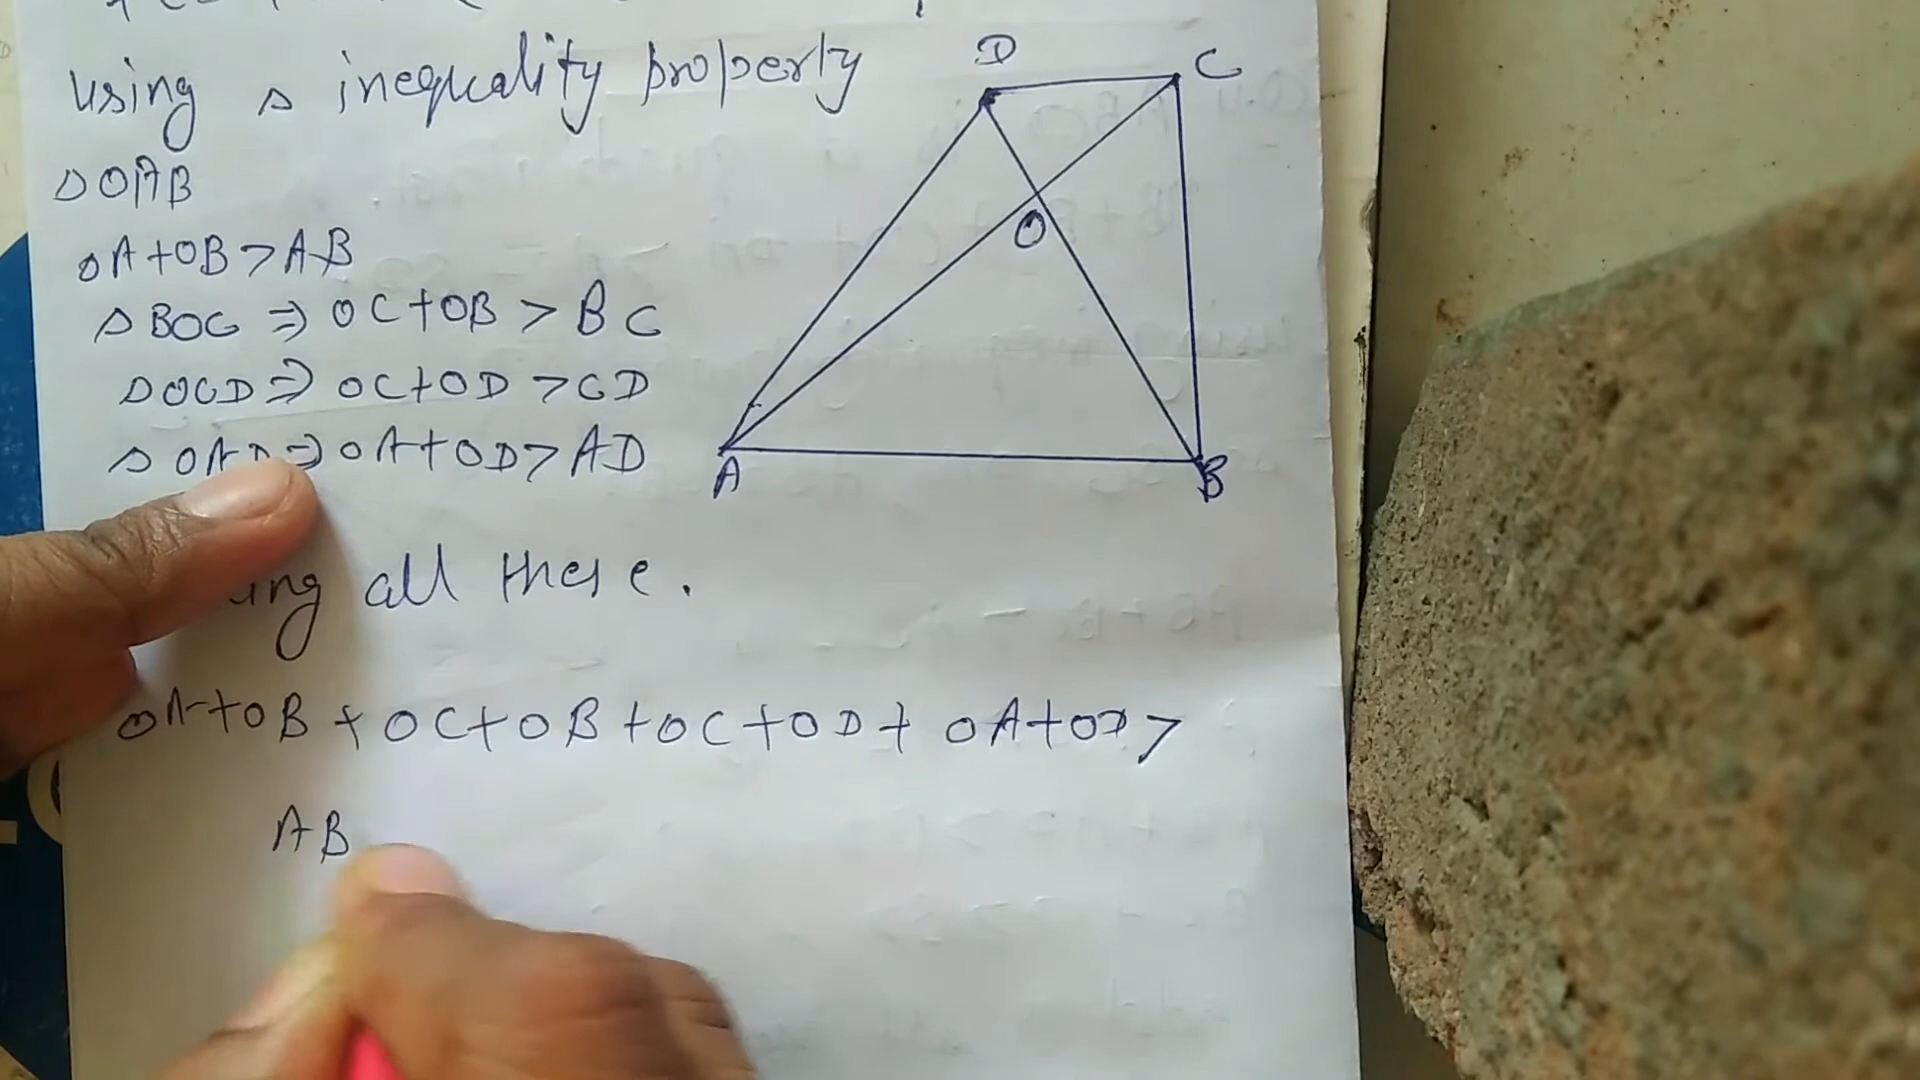 using △ inequality property
△OAB
OA+OB>AB
△BOC ⇒ OC+OB > BC
△OCD ⇒ OC+OD >CD
△OAD ⇒ OA+OD>AD
all these.
OA+OB + OC+OB+OC+OD+ OA+OD>
AB
D
C
O
A
B